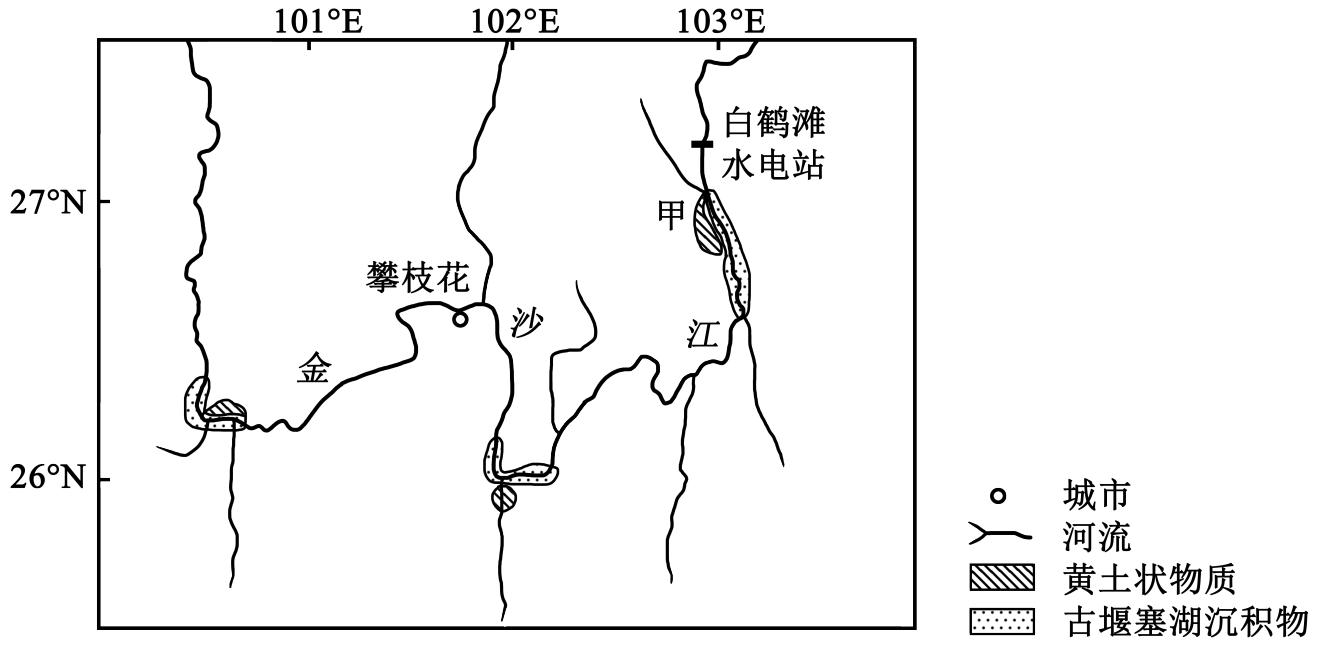 101°E 102°E 103°E
白鹤滩
水电站
27°N
甲
攀枝花
沙
江
金
26°N
城市
河流
黄土状物质
古堰塞湖沉积物